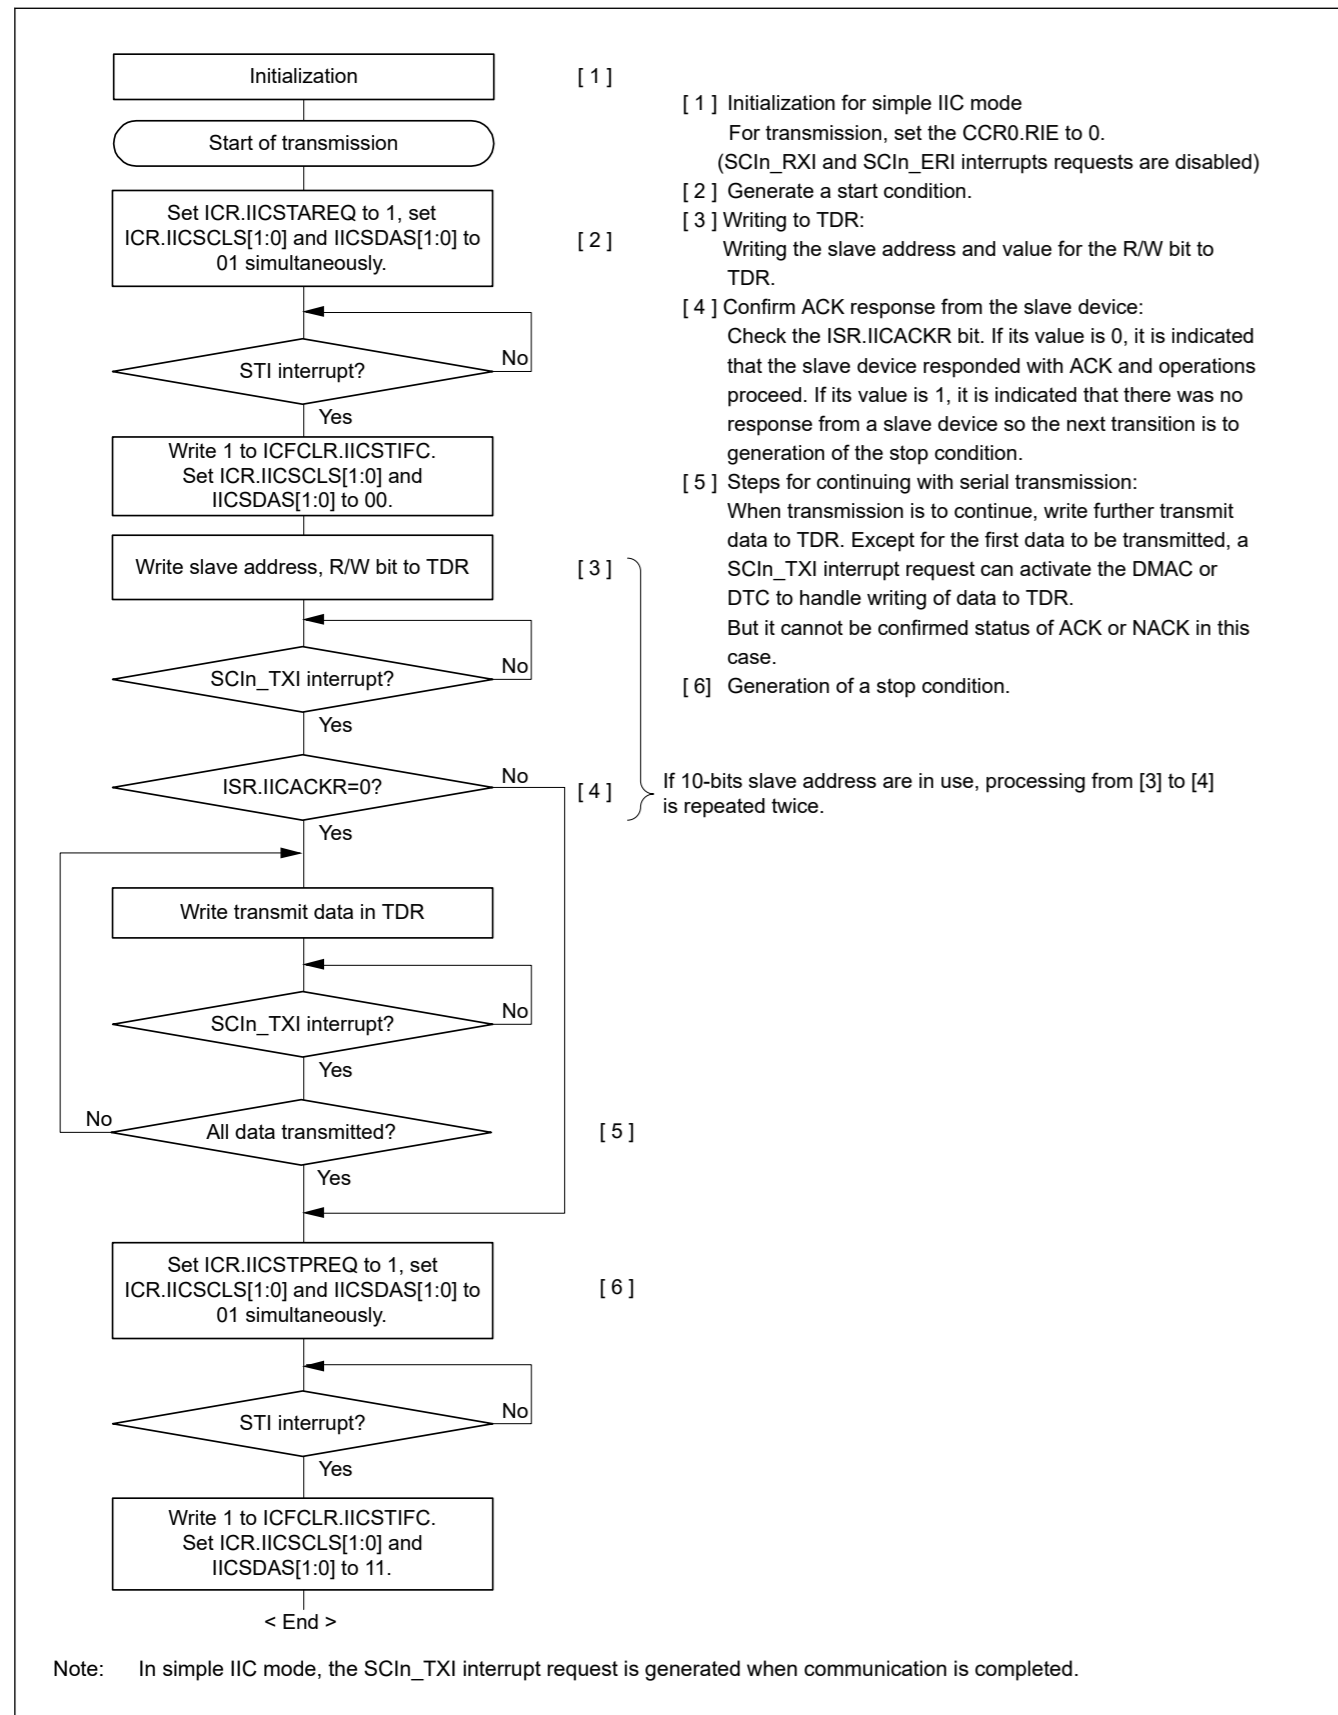 Initialization
[ 1 ]
Start of transmission
Set ICR.IICSTAREQ to 1, set
ICR.IICSCLS[1:0] and IICSDAS[1:0] to
01 simultaneously.
[ 2 ]
STI interrupt?
No
Yes
Write 1 to ICFCLR.IICSTIFC.
Set ICR.IICSCLS[1:0] and
IICSDAS[1:0] to 00.
Write slave address, R/W bit to TDR
[ 3 ]
SCIn_TXI interrupt?
No
Yes
ISR.IICACKR=0?
No
[ 4 ]
Yes
If 10-bits slave address are in use, processing from [3] to [4]
is repeated twice.
Write transmit data in TDR
SCIn_TXI interrupt?
No
Yes
No
All data transmitted?
[ 5 ]
Yes
Set ICR.IICSTPREQ to 1, set
ICR.IICSCLS[1:0] and IICSDAS[1:0] to
01 simultaneously.
[ 6 ]
STI interrupt?
No
Yes
Write 1 to ICFCLR.IICSTIFC.
Set ICR.IICSCLS[1:0] and
IICSDAS[1:0] to 11.
< End >
[ 1 ] Initialization for simple IIC mode
For transmission, set the CCR0.RIE to 0.
(SCIn_RXI and SCIn_ERI interrupts requests are disabled)
[ 2 ] Generate a start condition.
[ 3 ] Writing to TDR:
Writing the slave address and value for the R/W bit to
TDR.
[ 4 ] Confirm ACK response from the slave device:
Check the ISR.IICACKR bit. If its value is 0, it is indicated
that the slave device responded with ACK and operations
proceed. If its value is 1, it is indicated that there was no
response from a slave device so the next transition is to
generation of the stop condition.
[ 5 ] Steps for continuing with serial transmission:
When transmission is to continue, write further transmit
data to TDR. Except for the first data to be transmitted, a
SCIn_TXI interrupt request can activate the DMAC or
DTC to handle writing of data to TDR.
But it cannot be confirmed status of ACK or NACK in this
case.
[ 6] Generation of a stop condition.
Note: In simple IIC mode, the SCIn_TXI interrupt request is generated when communication is completed.